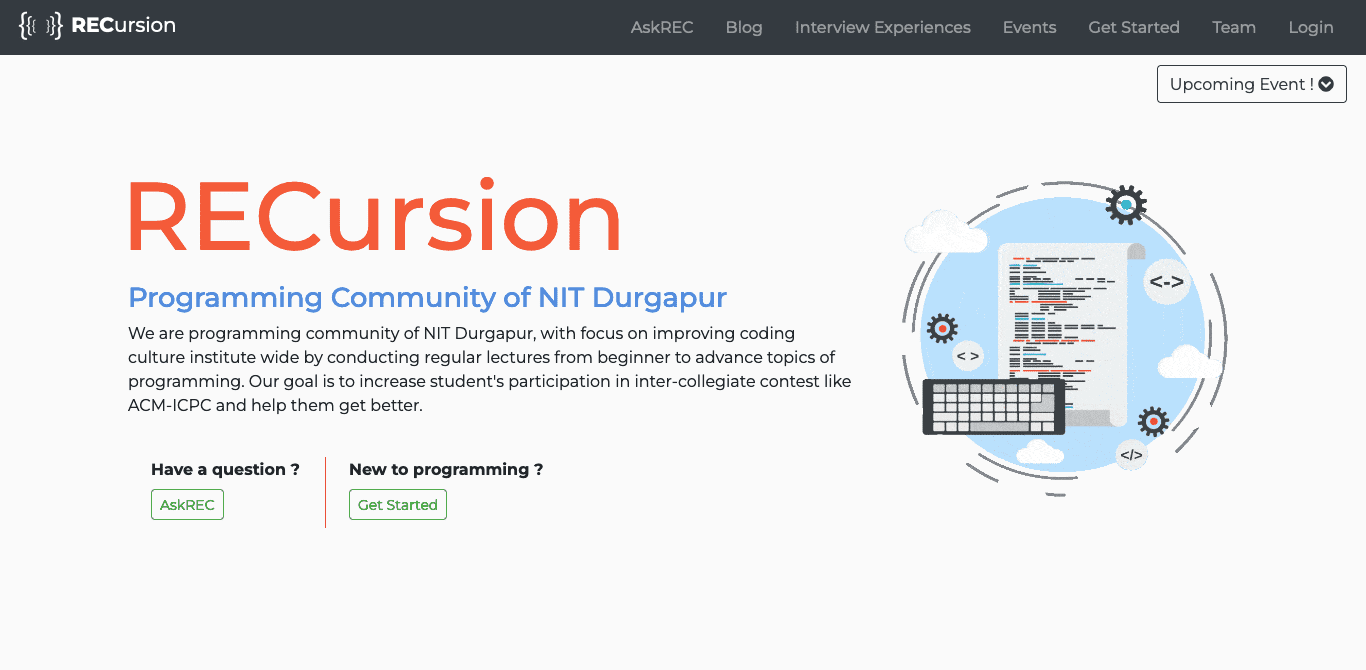 RECursion
AskREC
Blog
Interview Experiences
Events
Get Started
Team
Login
Upcoming Event !
RECursion
Programming Community of NIT Durgapur
We are programming community of NIT Durgapur, with focus on improving coding
culture institute wide by conducting regular lectures from beginner to advance topics of
programming. Our goal is to increase student's participation in inter-collegiate contest like
ACM-ICPC and help them get better.
Have a question ?
AskREC
New to programming ?
Get Started
<->
< >
</>